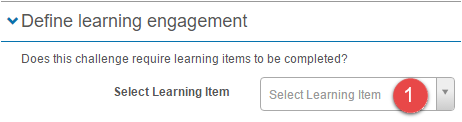 Define learning engagement
Does this challenge require learning items to be completed?
Select Learning Item Select Learning Item 1